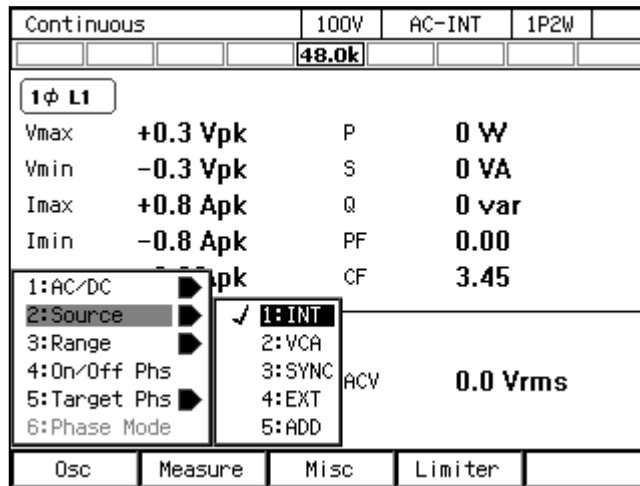 Continuous 100V AC-INT 1P2W
48.0k
1ϕ L1
Vmax +0.3 Vpk P 0 W
Vmin -0.3 Vpk S 0 VA
Imax +0.8 Apk Q 0 var
Imin -0.8 Apk PF 0.00
Apk CF 3.45
1:AC/DC
2:Source 1:INT
3:Range 2:VCA
4:On/Off Phs 3:SYNC ACV 0.0 Vrms
5:Target Phs 4:EXT
6:Phase Mode 5:ADD
Osc Measure Misc Limiter